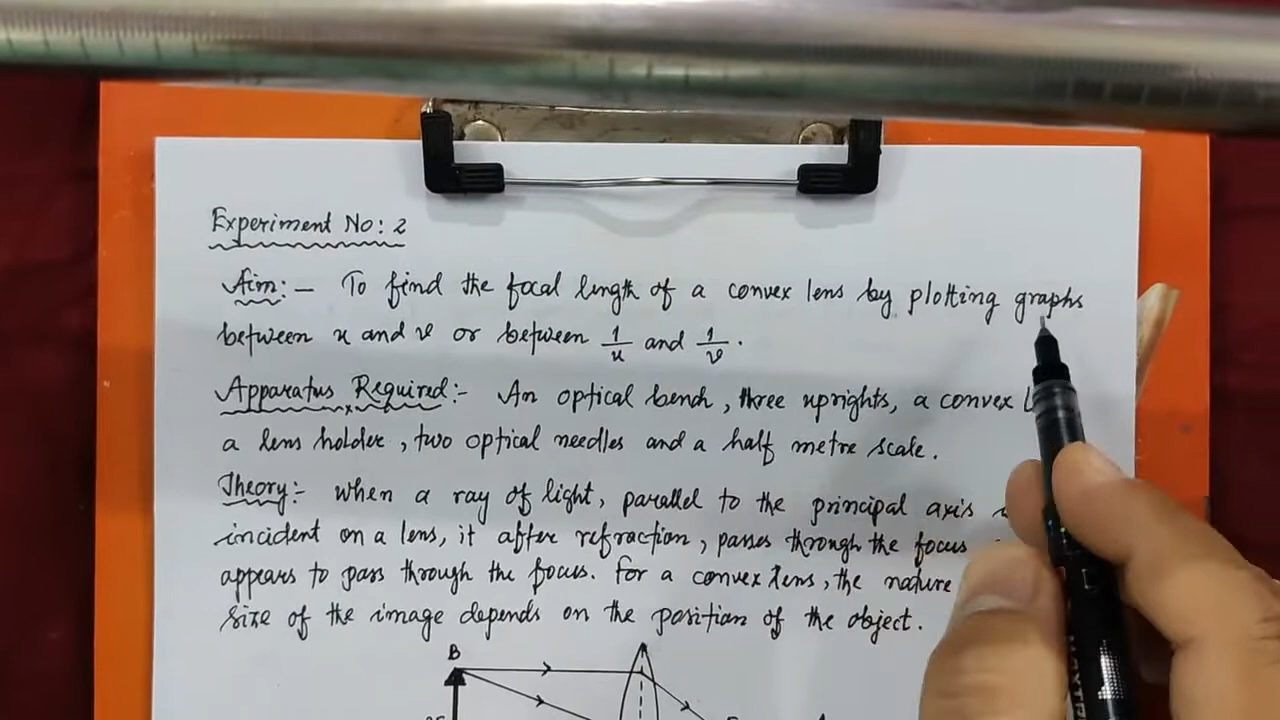 Experiment No: 2
Aim:- To find the focal length of a convex lens by plotting graphs
between u and v or between 1/u and 1/v.
Apparatus Required:- An optical bench, three uprights, a convex
a lens holder, two optical needles and a half metre scale.
Theory:- When a ray of light, parallel to the principal axis
incident on a lens, it after refraction, passes through the focus
appears to pass through the focus. For a convex lens, the nature
size of the image depends on the position of the object.
B